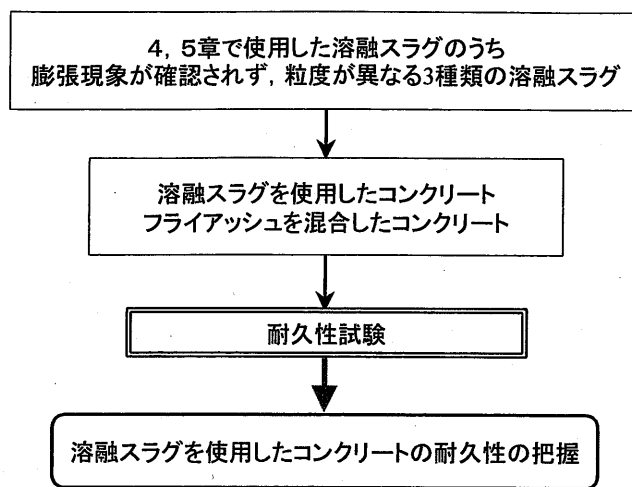 4，5章で使用した溶融スラグのうち
膨張現象が確認されず，粒度が異なる3種類の溶融スラグ
溶融スラグを使用したコンクリート
フライアッシュを混合したコンクリート
耐久性試験
溶融スラグを使用したコンクリートの耐久性の把握